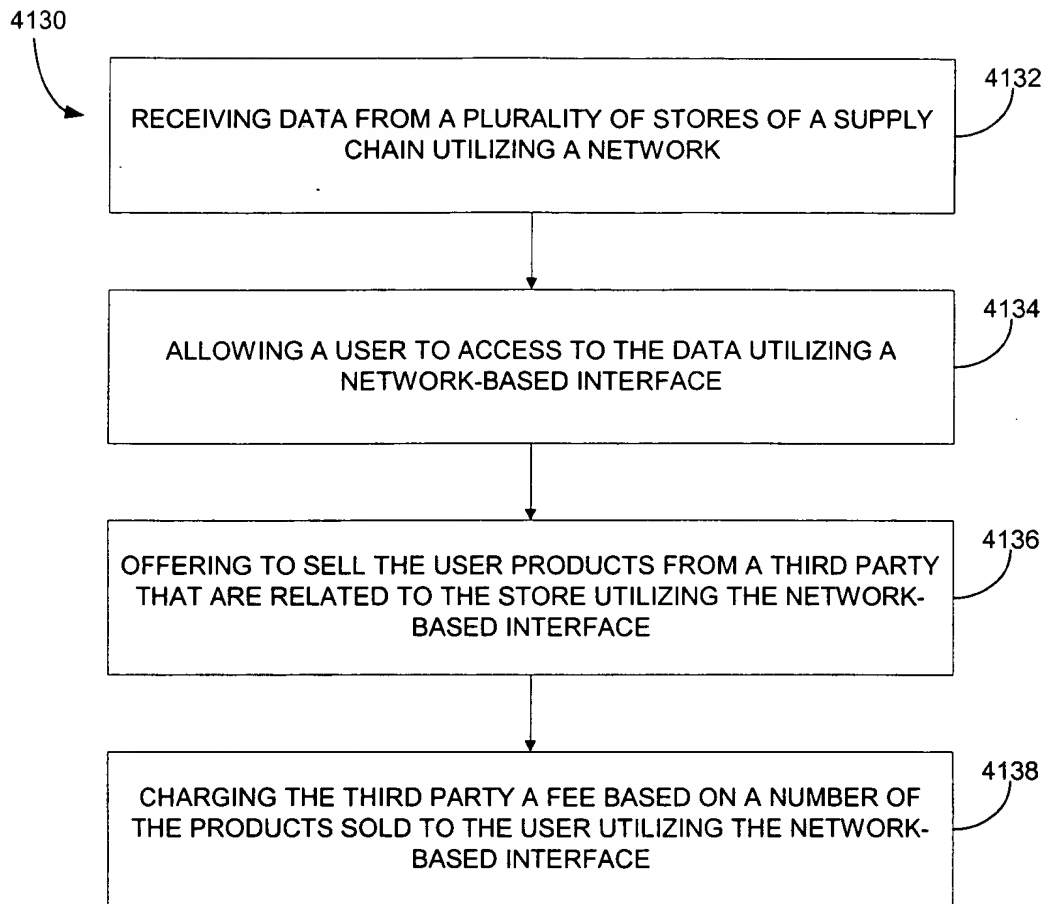 4130
4132
RECEIVING DATA FROM A PLURALITY OF STORES OF A SUPPLY
CHAIN UTILIZING A NETWORK
4134
ALLOWING A USER TO ACCESS TO THE DATA UTILIZING A
NETWORK-BASED INTERFACE
4136
OFFERING TO SELL THE USER PRODUCTS FROM A THIRD PARTY
THAT ARE RELATED TO THE STORE UTILIZING THE NETWORK-
BASED INTERFACE
4138
CHARGING THE THIRD PARTY A FEE BASED ON A NUMBER OF
THE PRODUCTS SOLD TO THE USER UTILIZING THE NETWORK-
BASED INTERFACE